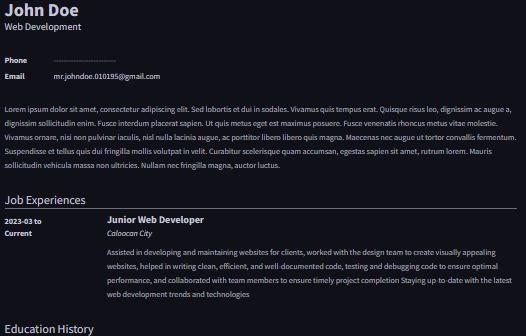 John Doe
Web Development
Phone
Email mr.johndoe.010195@gmail.com
Lorem ipsum dolor sit amet, consectetur adipiscing elit. Sed lobortis et dui in sodales. Vivamus quis tempus erat. Quisque risus leo, dignissim ac augue a,
dignissim sollicitudin enim. Fusce interdum placerat sapien. Ut quis metus eget est maximus posuere. Fusce venenatis rhoncus metus vitae molestie.
Vivamus ornare, nisi non pulvinar iaculis, nisl nulla lacinia augue, ac porttitor libero libero quis magna. Maecenas nec augue ut tortor convallis fermentum.
Suspendisse et tellus quis dui fringilla mollis volutpat in velit. Curabitur scelerisque quam accumsan, egestas sapien sit amet, rutrum lorem. Mauris
sollicitudin vehicula massa non ultricies. Nullam nec fringilla magna, auctor luctus.
Job Experiences
2023-03 to
Current
Junior Web Developer
Caloocan City
Assisted in developing and maintaining websites for clients, worked with the design team to create visually appealing
websites, helped in writing clean, efficient, and well-documented code, testing and debugging code to ensure optimal
performance, and collaborated with team members to ensure timely project completion Staying up-to-date with the latest
web development trends and technologies
Education History